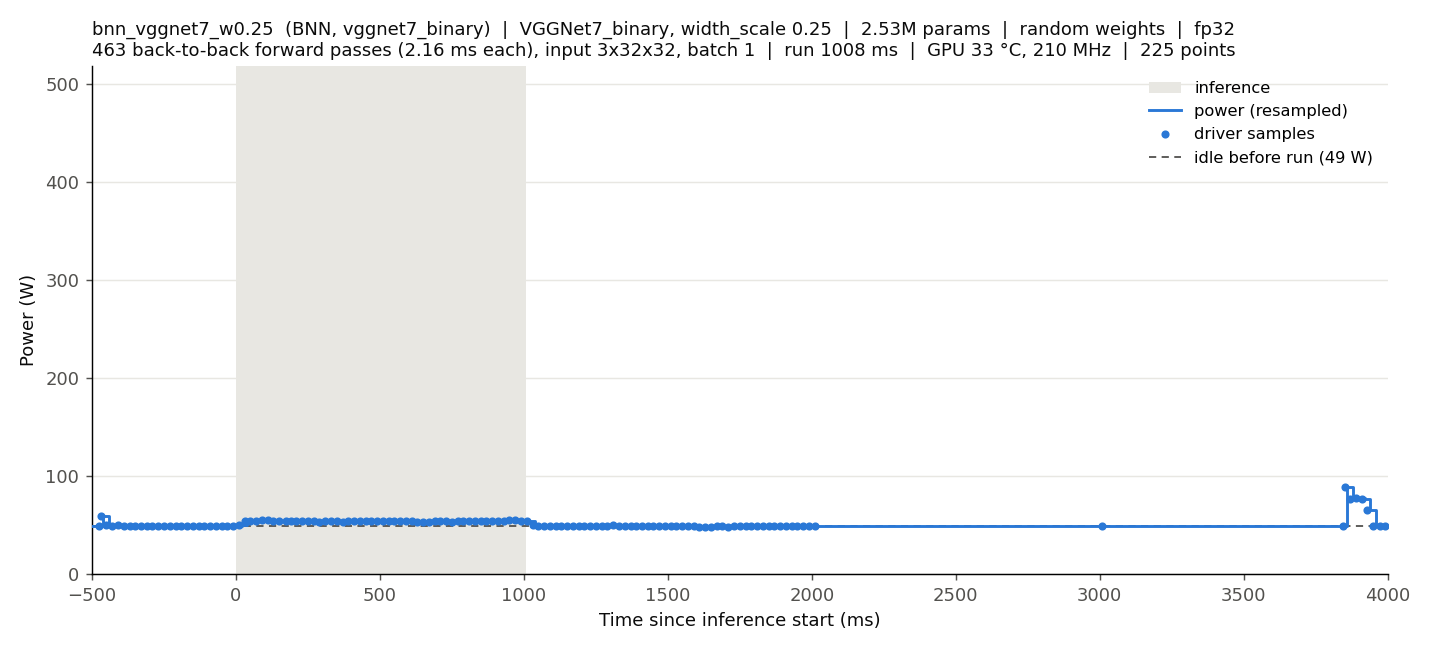 bnn_vggnet7_w0.25  (BNN, vggnet7_binary)  |  VGGNet7_binary, width_scale 0.25  |  2.53M params  |  random weights  |  fp32
463 back-to-back forward passes (2.16 ms each), input 3x32x32, batch 1  |  run 1008 ms  |  GPU 33 °C, 210 MHz  |  225 points
inference
power (resampled)
driver samples
idle before run (49 W)
Power (W)
500
400
300
200
100
0
−500 0 500 1000 1500 2000 2500 3000 3500 4000
Time since inference start (ms)